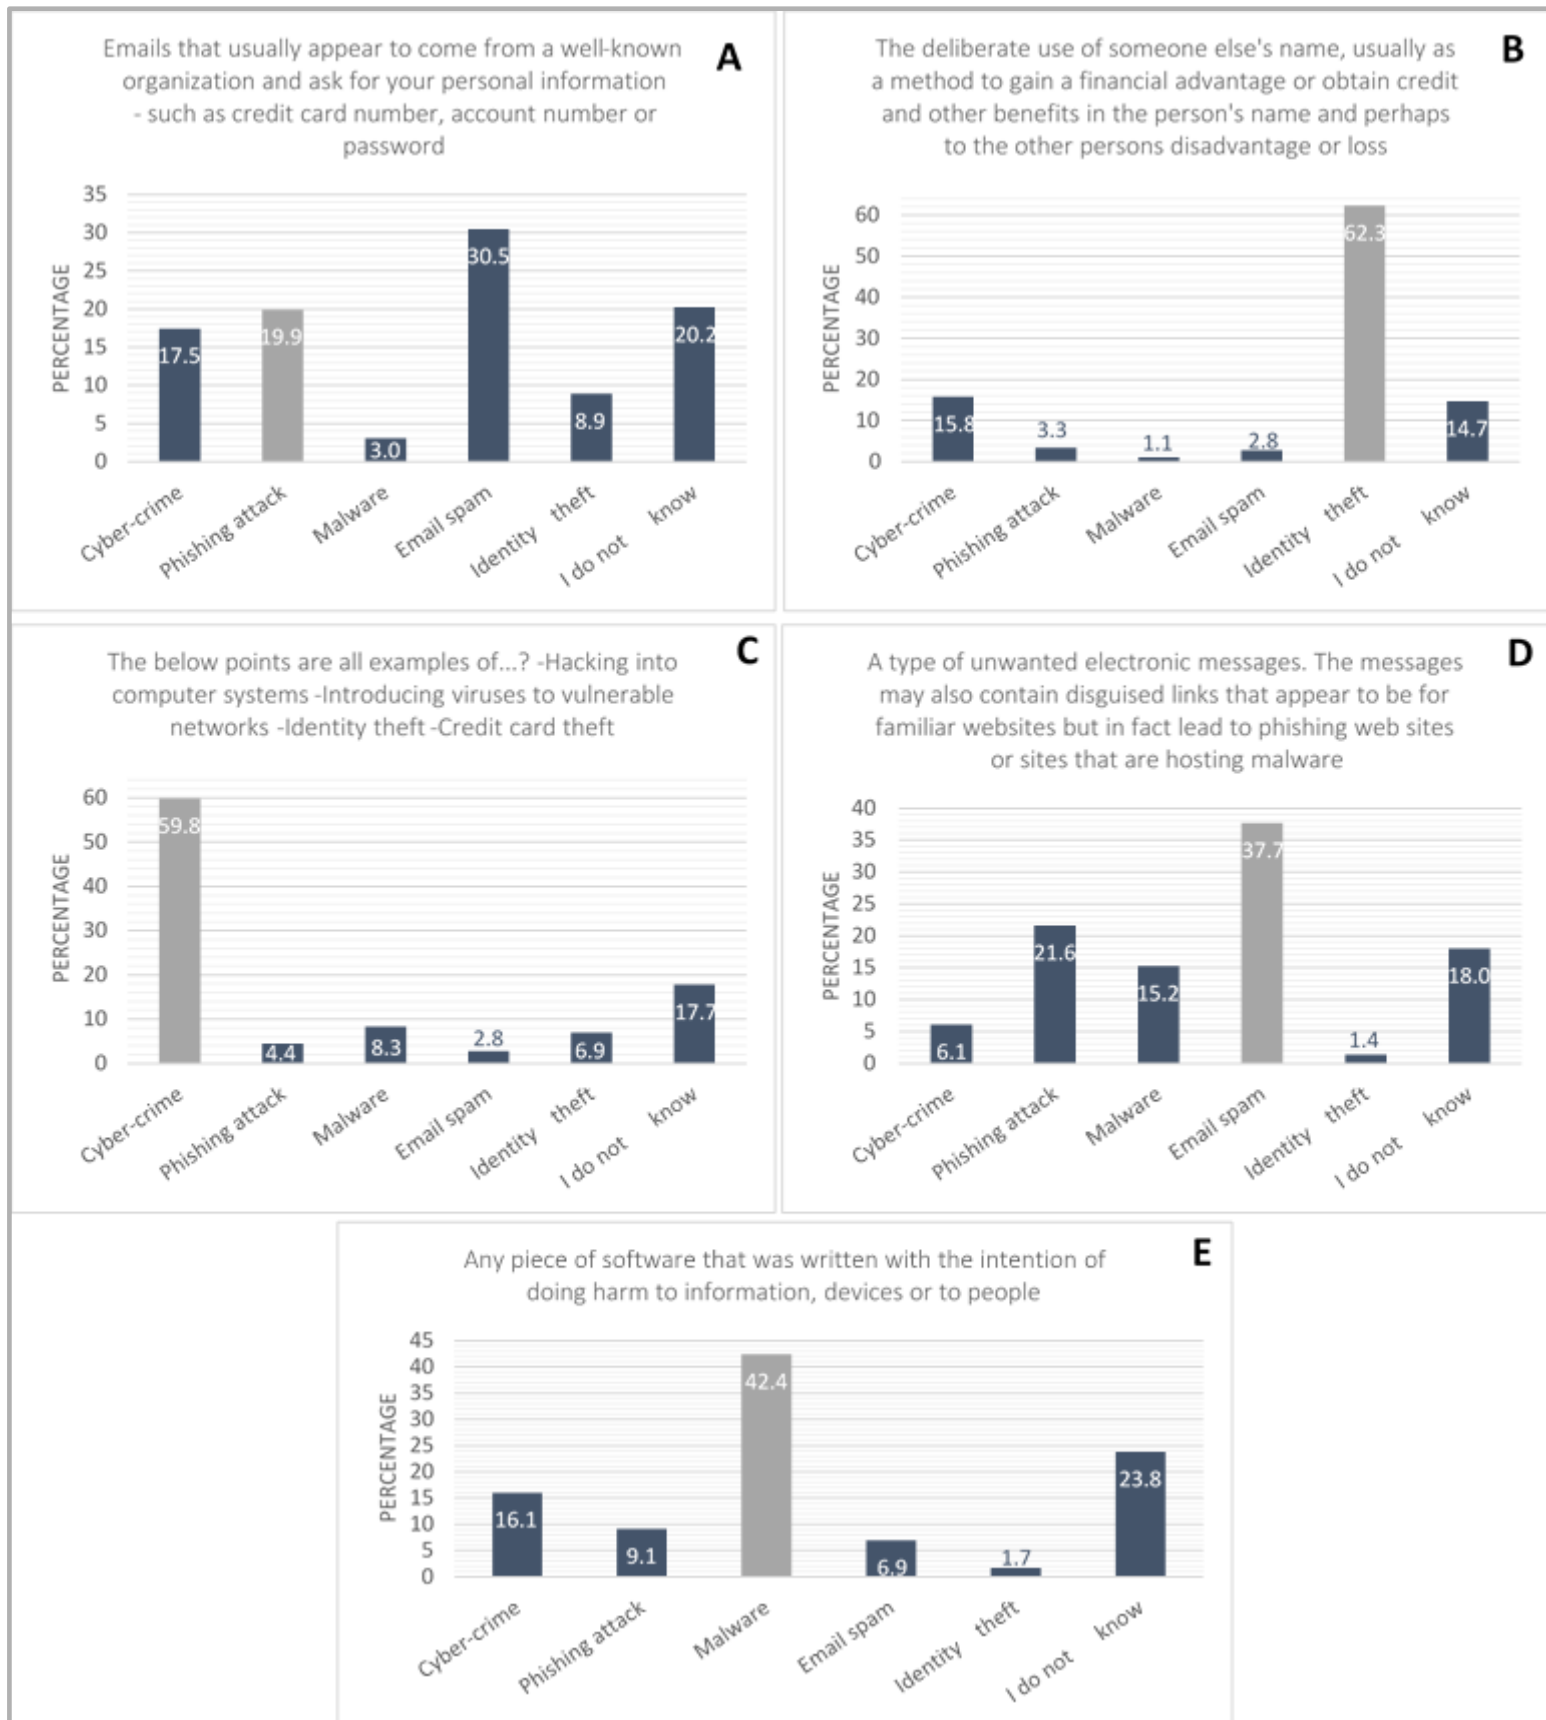 Emails that usually appear to come from a well-known
organization and ask for your personal information
- such as credit card number, account number or
password
A
PERCENTAGE
35
30
25
20
15
10
5
0
17.5
19.9
3.0
30.5
8.9
20.2
Cyber-crime
Phishing attack
Malware
Email spam
Identity theft
I do not know
The deliberate use of someone else's name, usually as
a method to gain a financial advantage or obtain credit
and other benefits in the person's name and perhaps
to the other persons disadvantage or loss
B
PERCENTAGE
60
50
40
30
20
10
0
15.8
3.3
1.1
2.8
62.3
14.7
Cyber-crime
Phishing attack
Malware
Email spam
Identity theft
I do not know
The below points are all examples of...? -Hacking into
computer systems -Introducing viruses to vulnerable
networks -Identity theft -Credit card theft
C
PERCENTAGE
60
50
40
30
20
10
0
59.8
4.4
8.3
2.8
6.9
17.7
Cyber-crime
Phishing attack
Malware
Email spam
Identity theft
I do not know
A type of unwanted electronic messages. The messages
may also contain disguised links that appear to be for
familiar websites but in fact lead to phishing web sites
or sites that are hosting malware
D
PERCENTAGE
40
35
30
25
20
15
10
5
0
6.1
21.6
15.2
37.7
1.4
18.0
Cyber-crime
Phishing attack
Malware
Email spam
Identity theft
I do not know
Any piece of software that was written with the intention of
doing harm to information, devices or to people
E
PERCENTAGE
45
40
35
30
25
20
15
10
5
0
16.1
9.1
42.4
6.9
1.7
23.8
Cyber-crime
Phishing attack
Malware
Email spam
Identity theft
I do not know